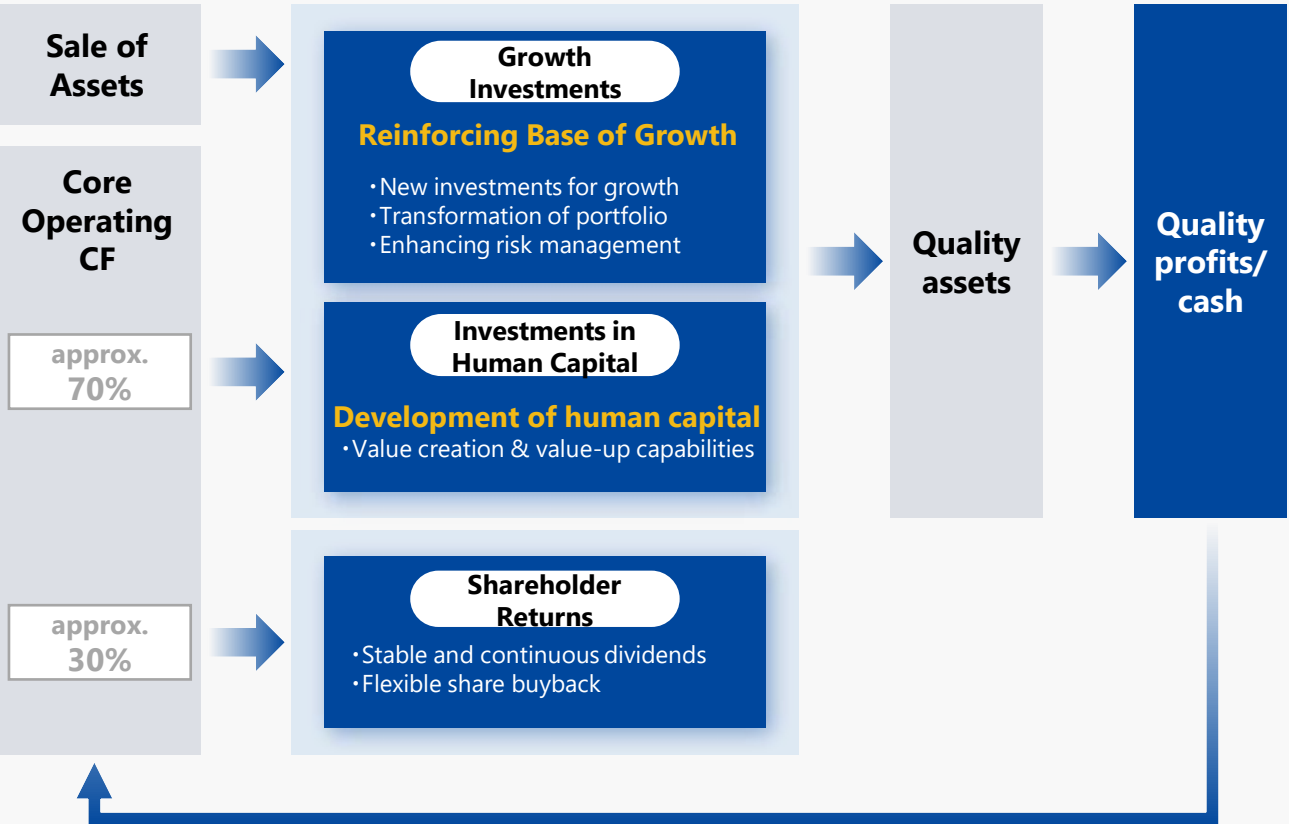 Sale of
Assets
Core
Operating
CF
approx.
70%
approx.
30%
Growth
Investments
Reinforcing Base of Growth
・New investments for growth
・Transformation of portfolio
・Enhancing risk management
Investments in
Human Capital
Development of human capital
・Value creation & value-up capabilities
Shareholder
Returns
・Stable and continuous dividends
・Flexible share buyback
Quality
assets
Quality
profits/
cash